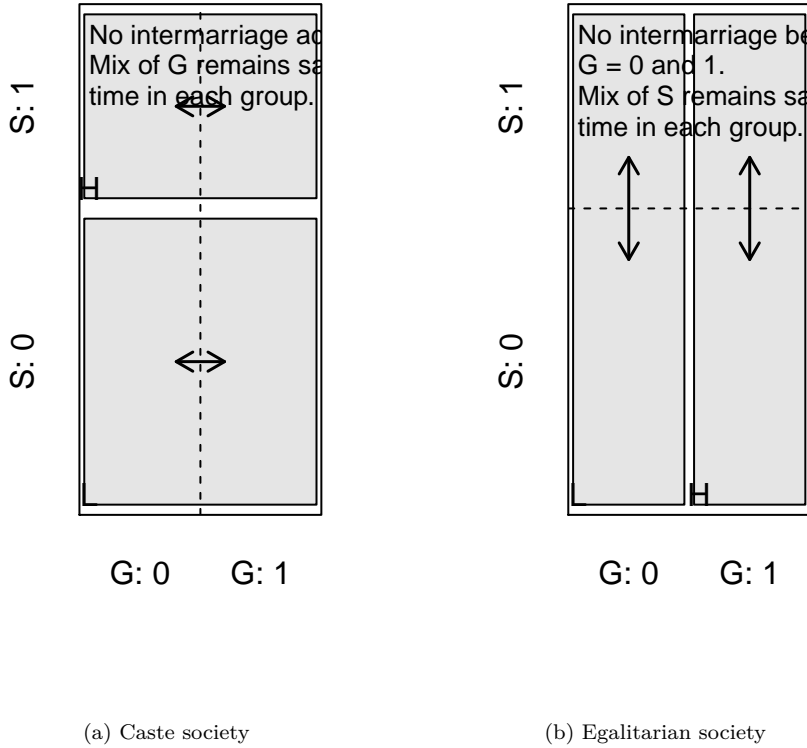 No intermarriage ac
Mix of G remains sa
time in each group.
S: 1
H
S: 0
L
G: 0 G: 1
(a) Caste society
No intermarriage be
G = 0 and 1.
Mix of S remains sa
time in each group.
S: 1
S: 0
L H
G: 0 G: 1
(b) Egalitarian society